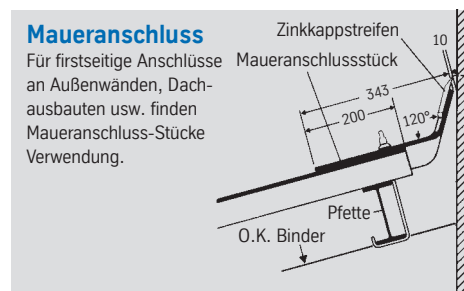 Maueranschluss
Für firstseitige Anschlüsse
an Außenwänden, Dach-
ausbauten usw. finden
Maueranschluss-Stücke
Verwendung.
Zinkkappstreifen
10
Maueranschlussstück
343
200
120°
Pfette
O.K. Binder